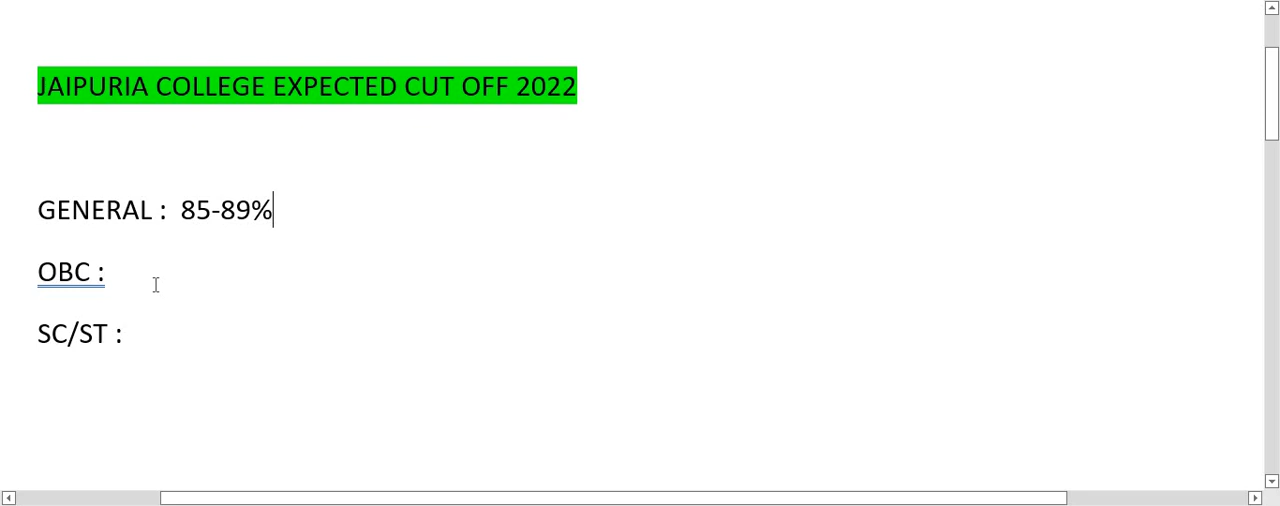 JAIPURIA COLLEGE EXPECTED CUT OFF 2022
GENERAL :  85-89%
OBC :
SC/ST :